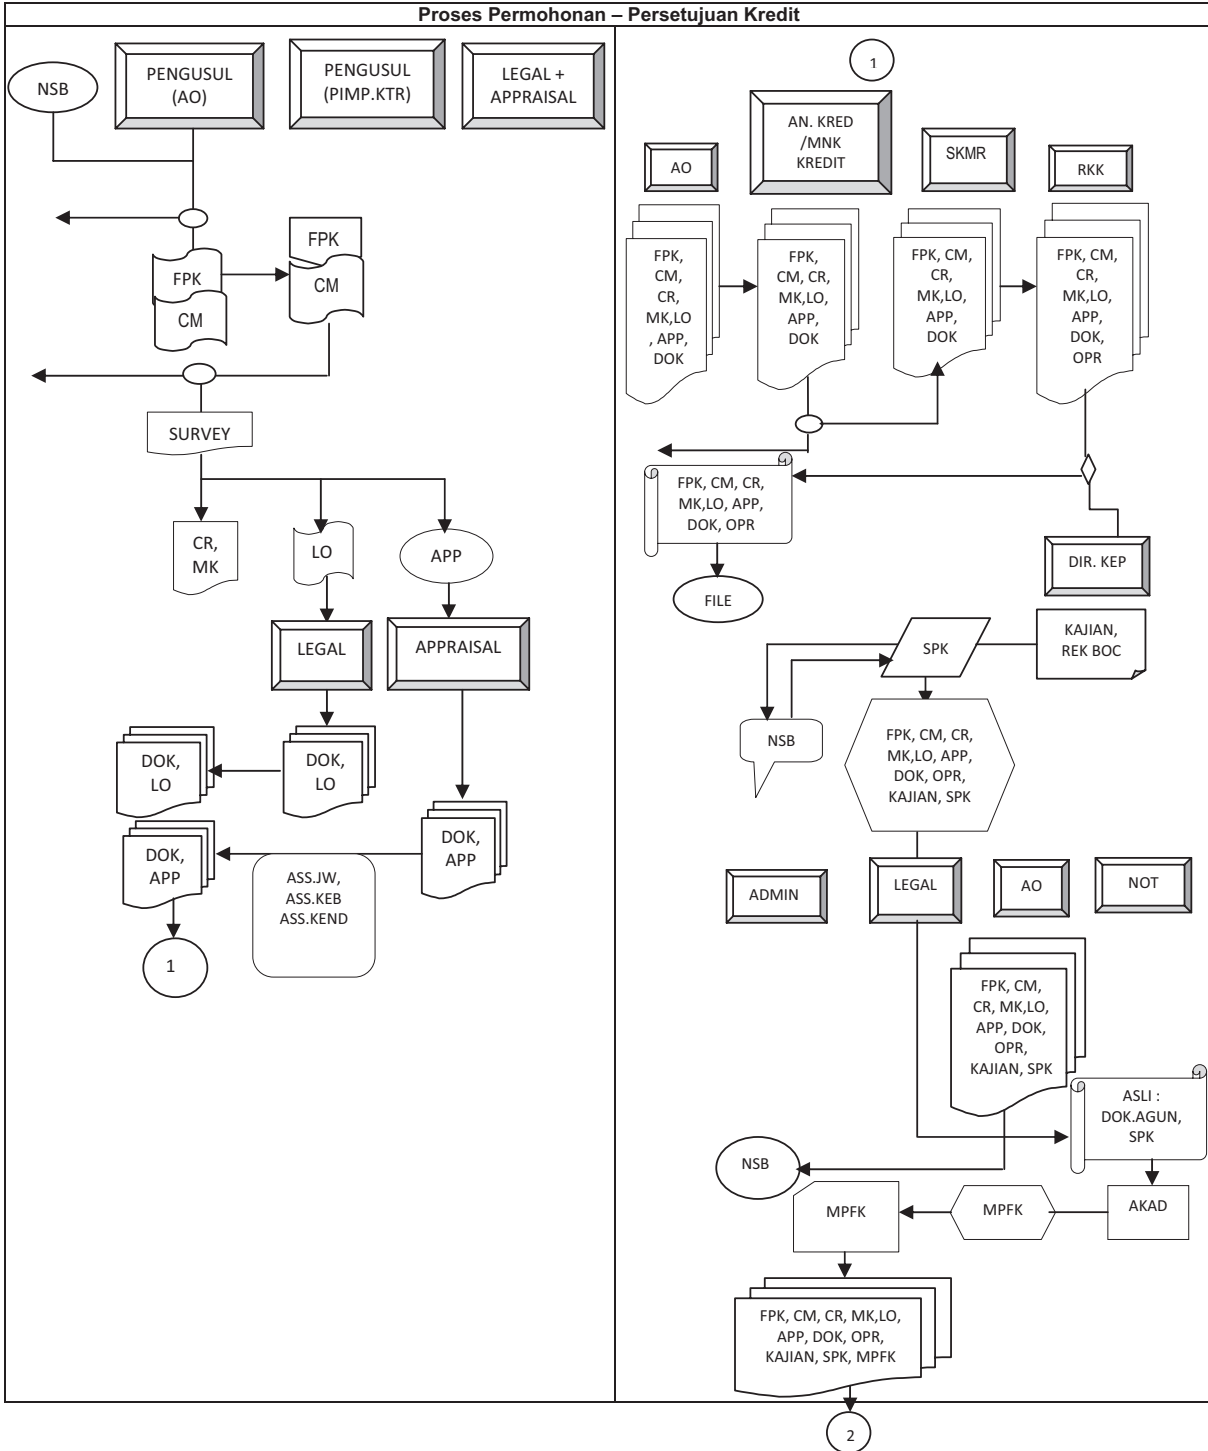 Proses Permohonan – Persetujuan Kredit
NSB
PENGUSUL
(AO)
PENGUSUL
(PIMP.KTR)
LEGAL +
APPRAISAL
FPK
CM
FPK
CM
SURVEY
CR,
MK
LO
APP
LEGAL
APPRAISAL
DOK,
LO
DOK,
LO
DOK,
APP
DOK,
APP
ASS.JW,
ASS.KEB
ASS.KEND
1
1
AO
AN. KRED
/MNK
KREDIT
SKMR
RKK
FPK,
CM,
CR,
MK,LO
, APP,
DOK
FPK,
CM, CR,
MK,LO,
APP,
DOK
FPK, CM,
CR,
MK,LO,
APP,
DOK
FPK, CM,
CR,
MK,LO,
APP,
DOK,
OPR
FPK, CM, CR,
MK,LO, APP,
DOK, OPR
FILE
DIR. KEP
KAJIAN,
REK BOC
SPK
NSB
FPK, CM, CR,
MK,LO, APP,
DOK, OPR,
KAJIAN, SPK
ADMIN
LEGAL
AO
NOT
FPK, CM,
CR, MK,LO,
APP, DOK,
OPR,
KAJIAN, SPK
ASLI :
DOK.AGUN,
SPK
NSB
MPFK
MPFK
AKAD
FPK, CM, CR, MK,LO,
APP, DOK, OPR,
KAJIAN, SPK, MPFK
2